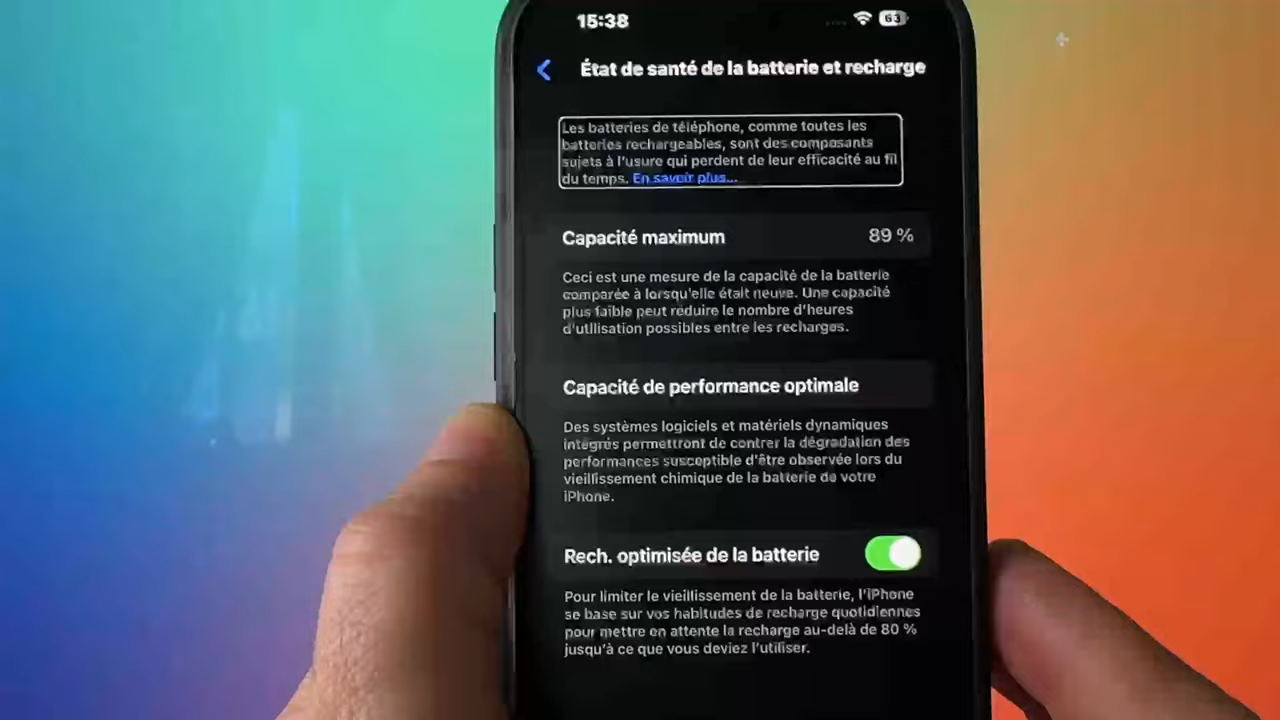 15:38
63
État de santé de la batterie et recharge
Les batteries de téléphone, comme toutes les
batteries rechargeables, sont des composants
sujets à l'usure qui perdent de leur efficacité au fil
du temps. En savoir plus...
Capacité maximum
89 %
Ceci est une mesure de la capacité de la batterie
comparée à lorsqu'elle était neuve. Une capacité
plus faible peut réduire le nombre d'heures
d'utilisation possibles entre les recharges.
Capacité de performance optimale
Des systèmes logiciels et matériels dynamiques
intégrés permettront de contrer la dégradation des
performances susceptible d'être observée lors du
vieillissement chimique de la batterie de votre
iPhone.
Rech. optimisée de la batterie
Pour limiter le vieillissement de la batterie, l'iPhone
se base sur vos habitudes de recharge quotidiennes
pour mettre en attente la recharge au-delà de 80 %
jusqu'à ce que vous deviez l'utiliser.